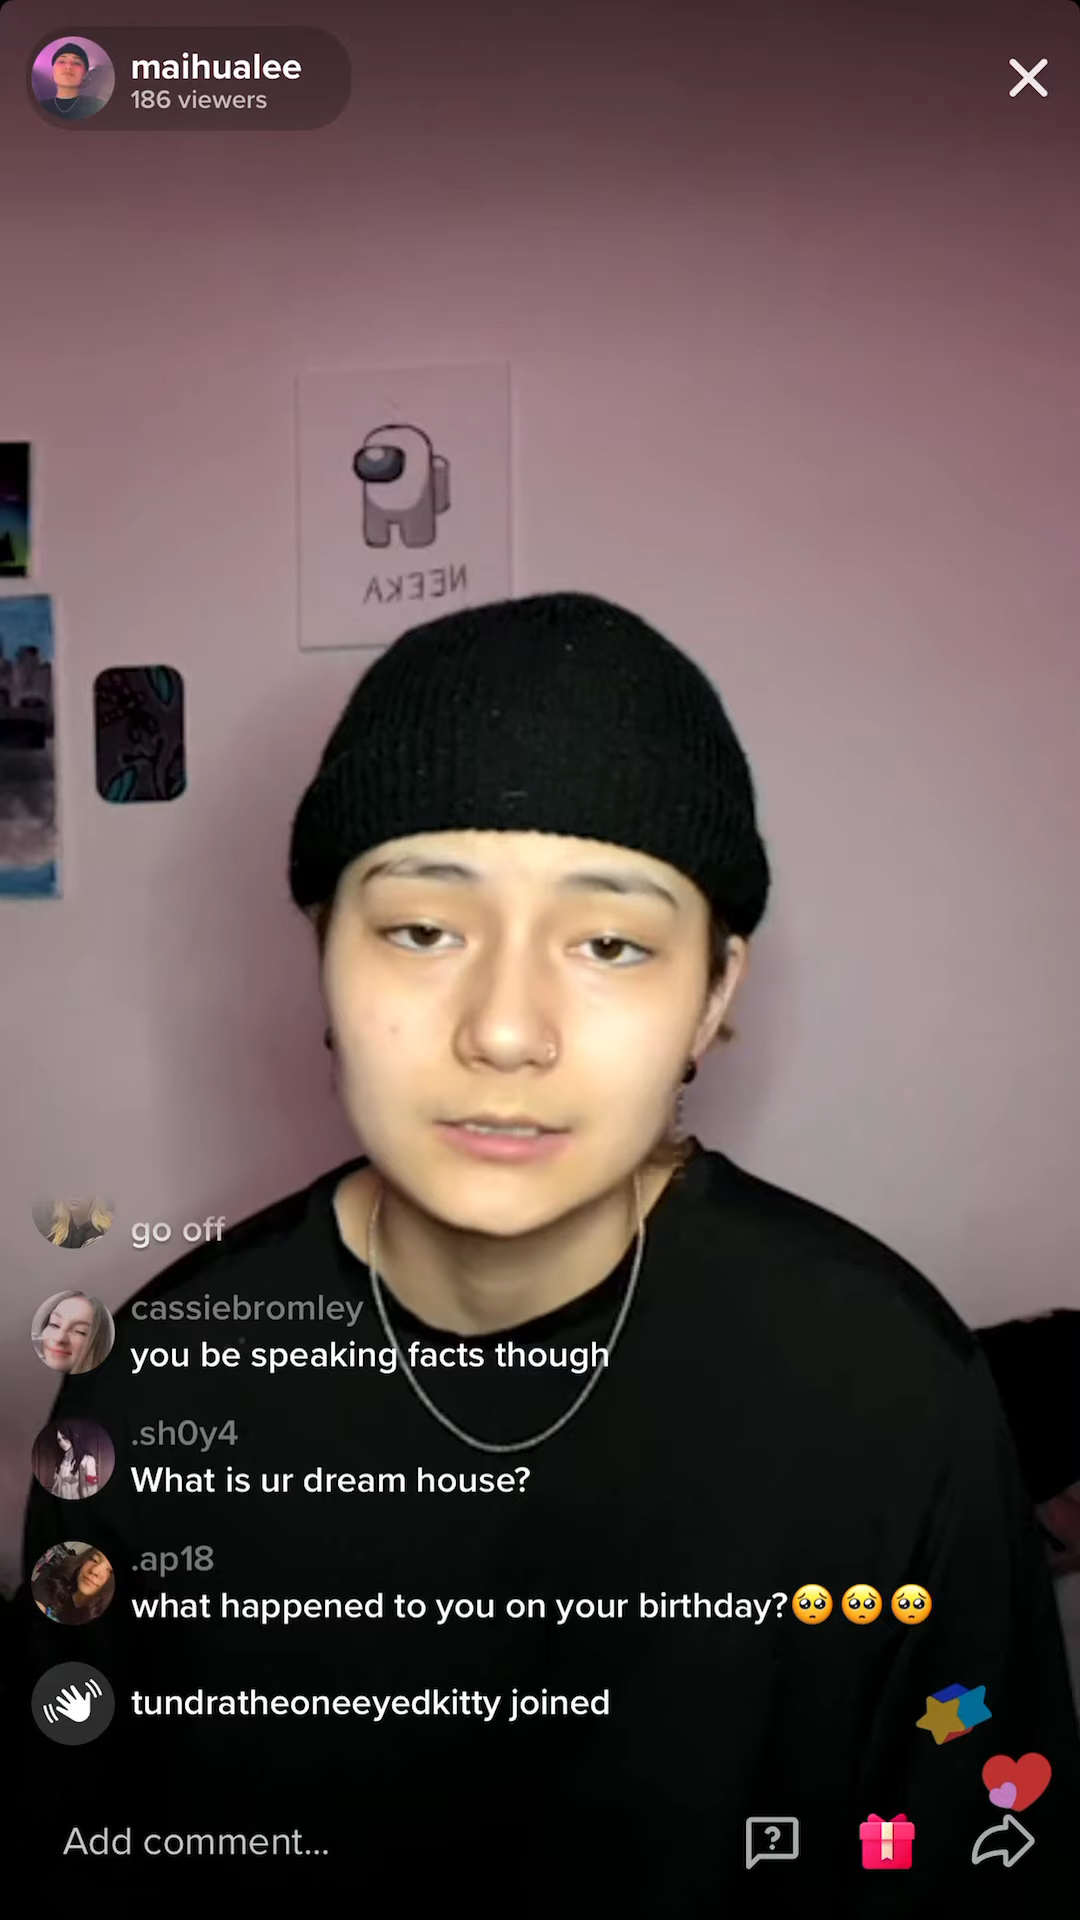 maihualee
186 viewers
NEEKA
go off
cassiebromley
you be speaking facts though
.sh0y4
What is ur dream house?
.ap18
what happened to you on your birthday?🥺🥺🥺
tundratheoneeyedkitty joined
Add comment...